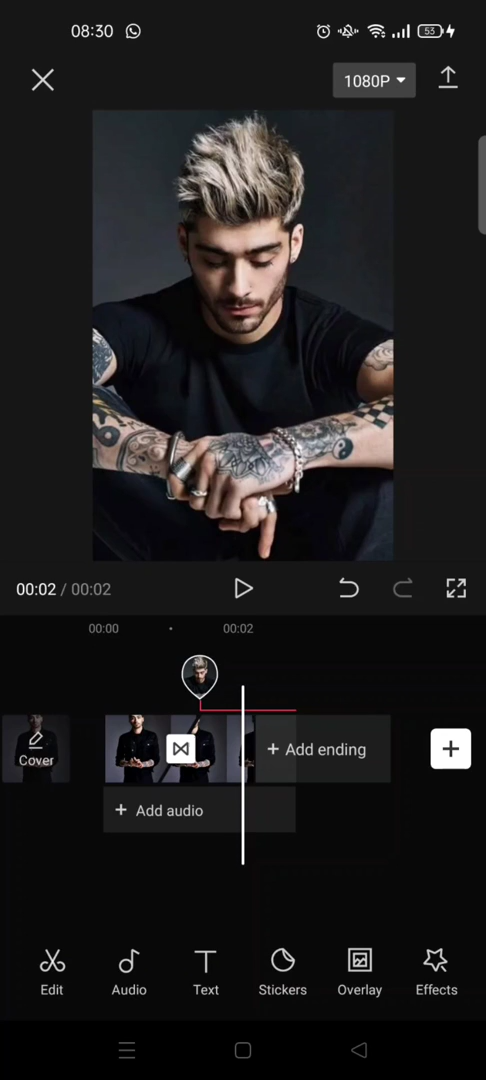 08:30
53
1080P
00:02 / 00:02
00:00
00:02
Cover
+ Add ending
+ Add audio
Edit
Audio
Text
Stickers
Overlay
Effects